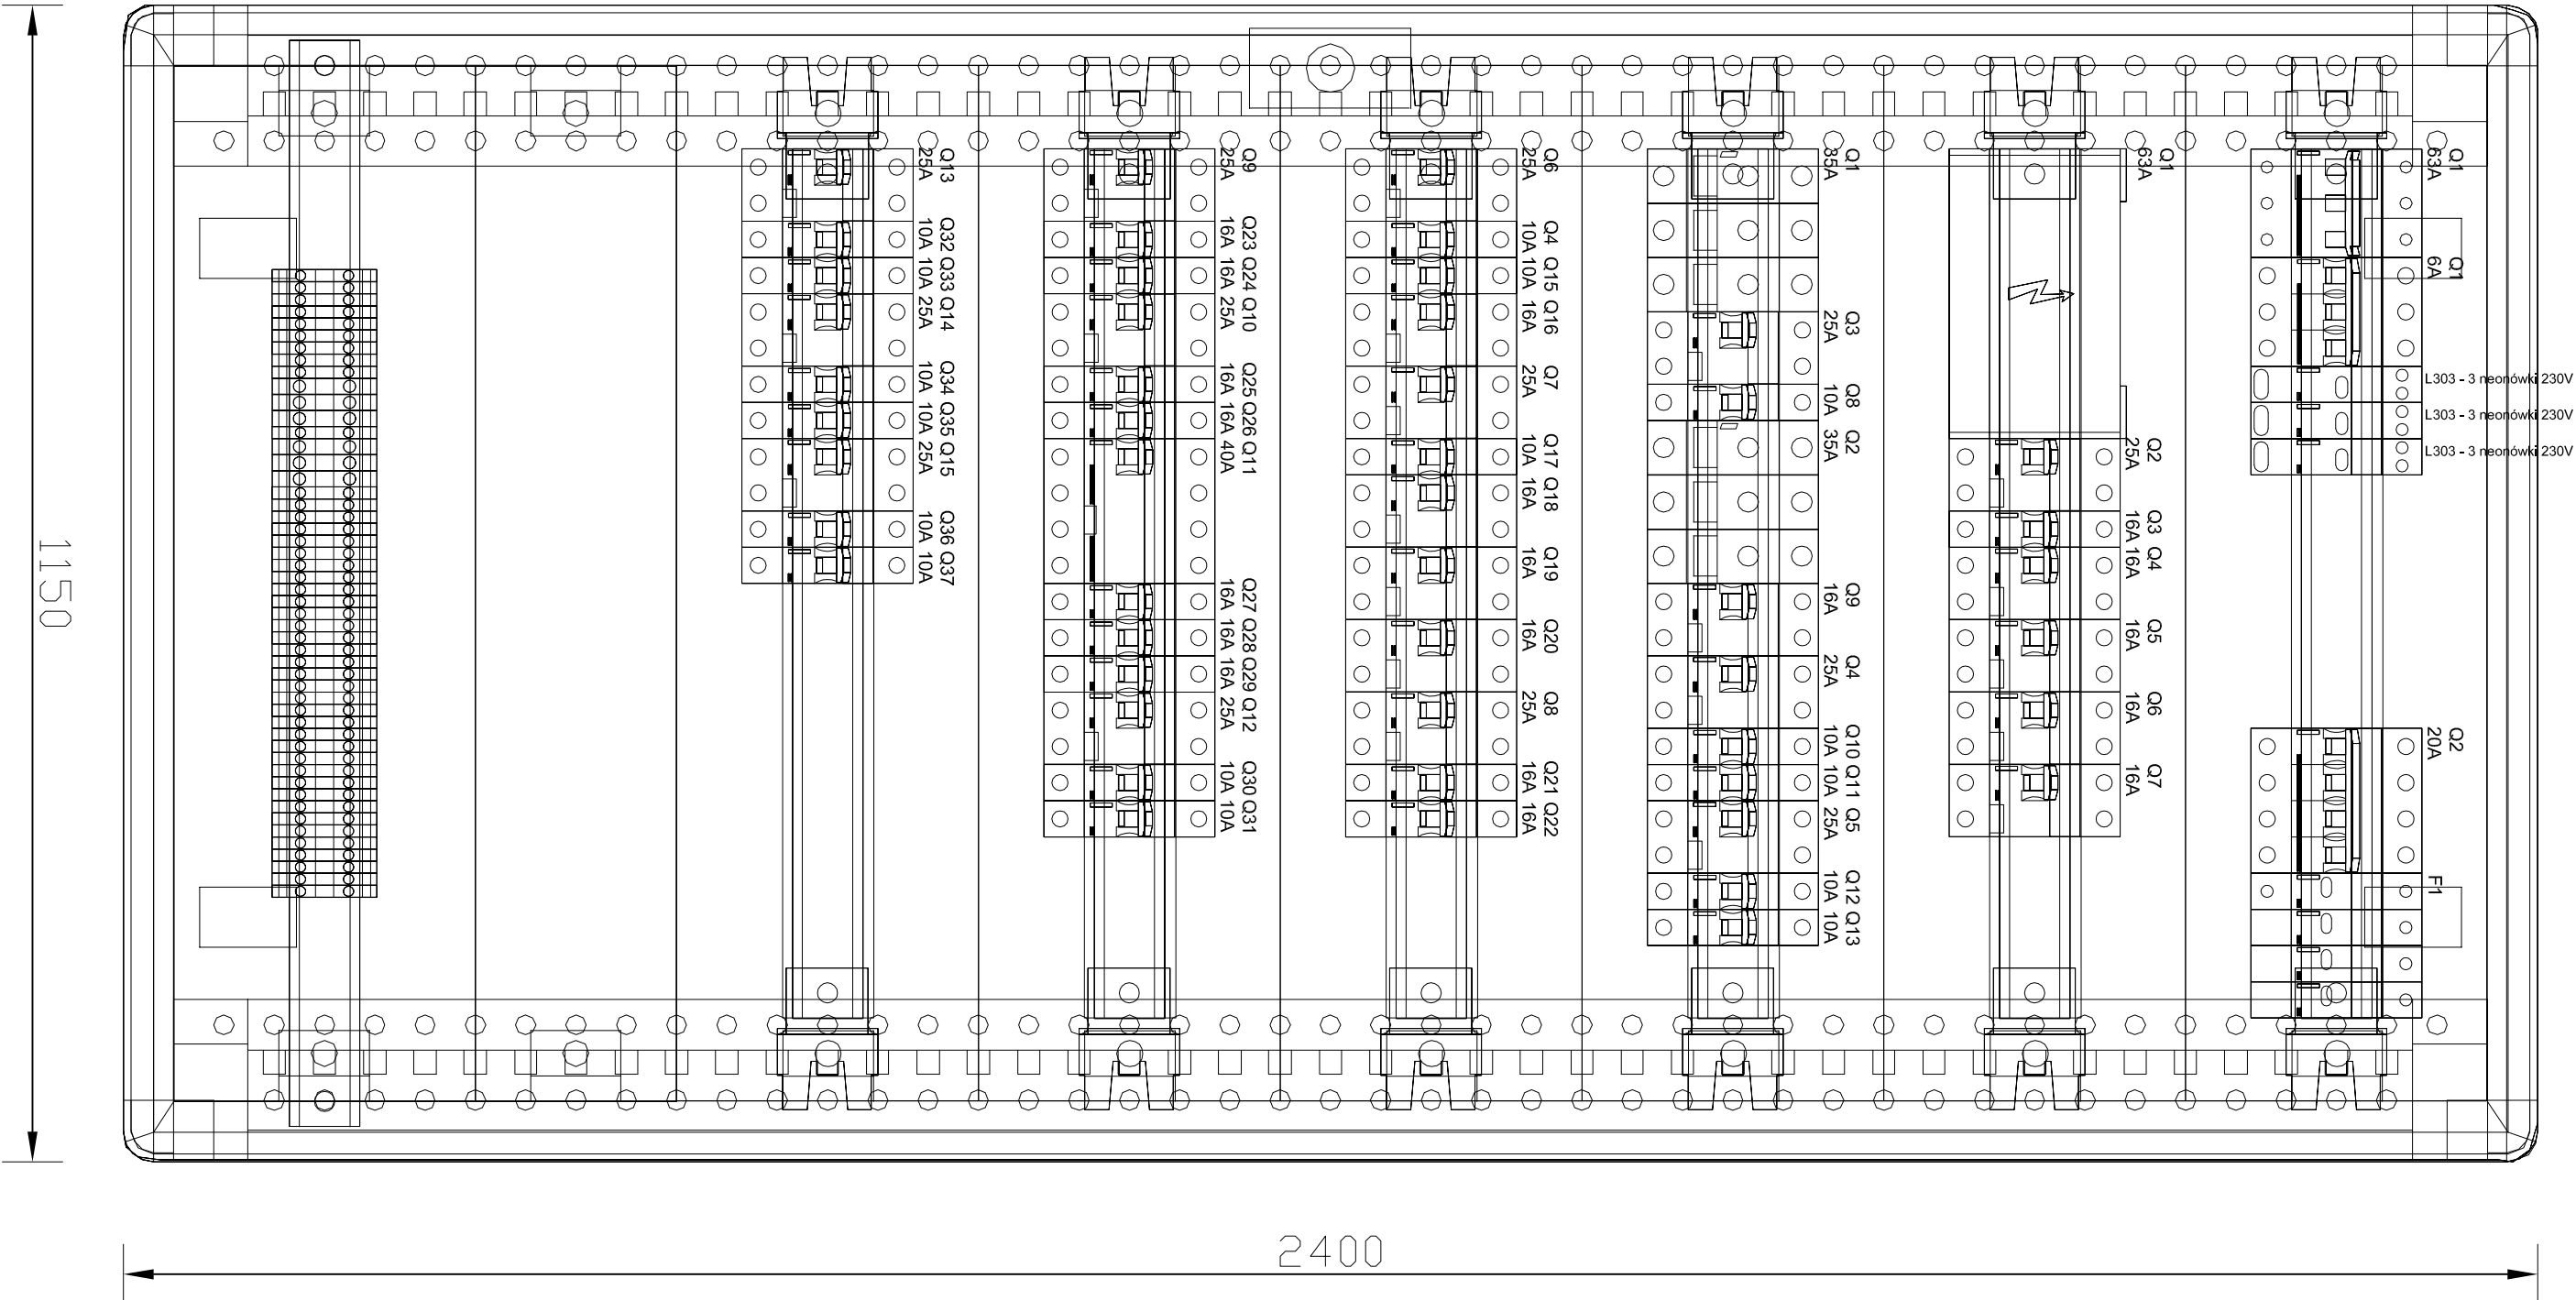 Q1 Q1 Q2
63A 6A 20A F1
L303 - 3 neonówki 230V
L303 - 3 neonówki 230V
L303 - 3 neonówki 230V
Q1 Q2 Q3 Q4 Q5 Q6 Q7
63A 25A 16A 16A 16A 16A 16A
Q1 Q3 Q8 Q2 Q9 Q4 Q10 Q11 Q5 Q12 Q13
35A 25A 10A 35A 16A 25A 10A 10A 25A 10A 10A
Q6 Q4 Q15 Q16 Q7 Q17 Q18 Q19 Q20 Q8 Q21 Q22
25A 10A 10A 16A 25A 10A 16A 16A 16A 25A 16A 16A
Q9 Q23 Q24 Q10 Q25 Q26 Q11 Q27 Q28 Q29 Q12 Q30 Q31
25A 16A 16A 25A 16A 16A 40A 16A 16A 16A 25A 10A 10A
Q13 Q32 Q33 Q14 Q34 Q35 Q15 Q36 Q37
25A 10A 10A 25A 10A 10A 25A 10A 10A
1150
2400